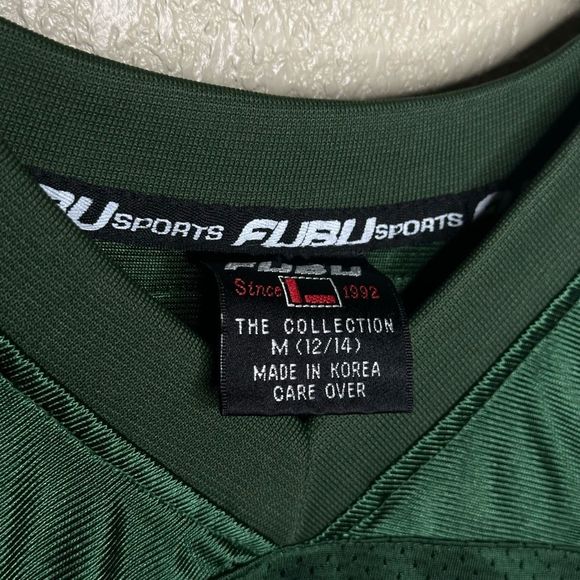 BU SPORTS FUBU SPORTS
FUBU
Since L 1992
THE COLLECTION
M (12/14)
MADE IN KOREA
CARE OVER